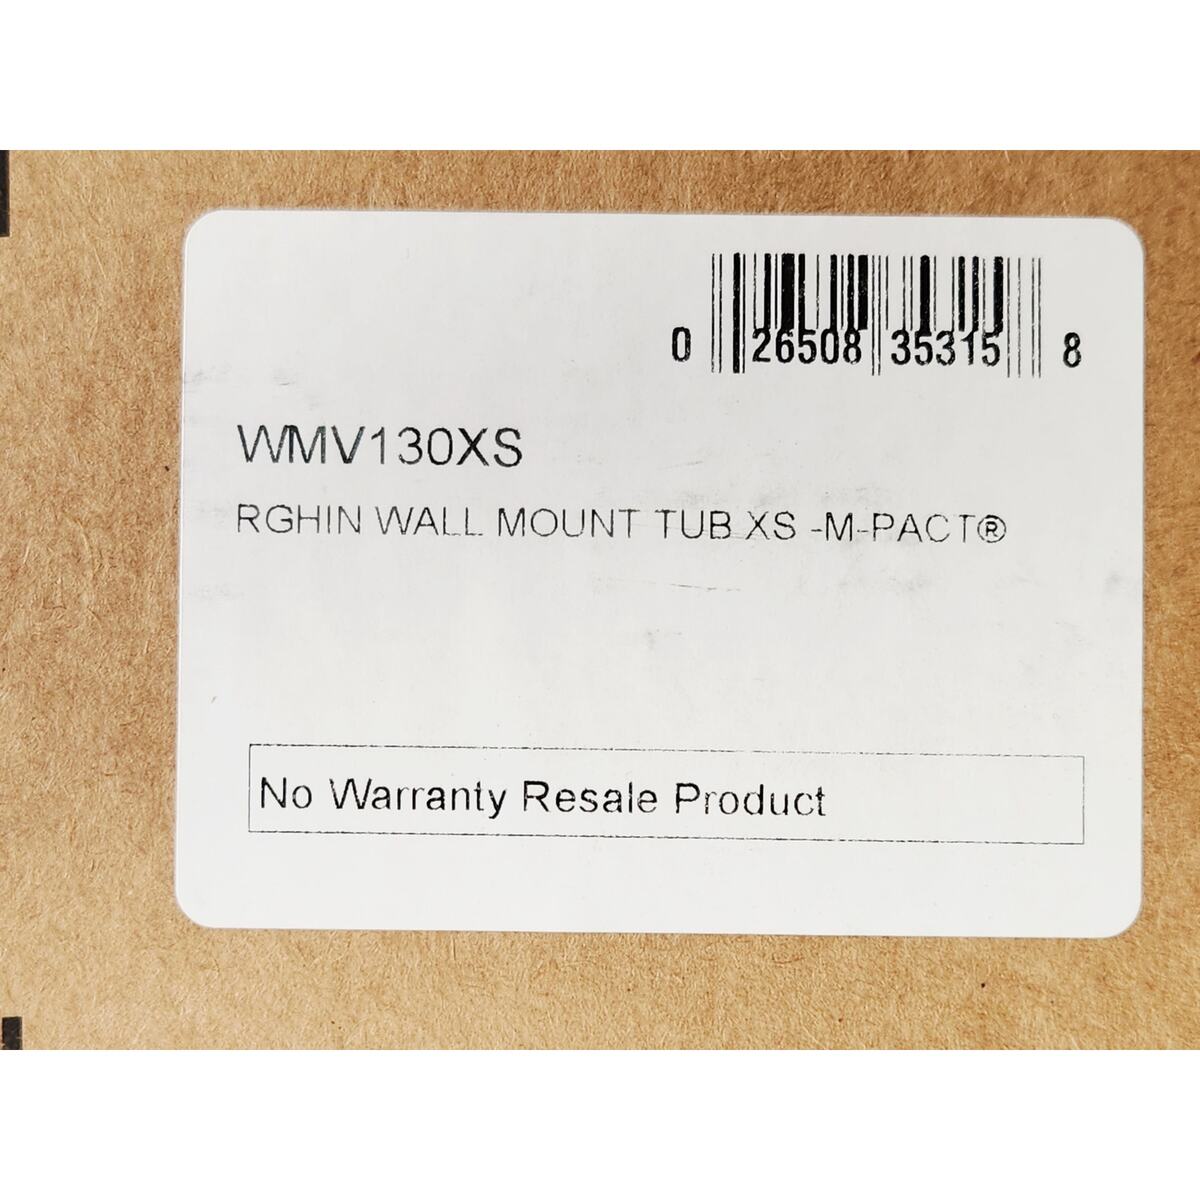 0 26508 35315 8
WMV130XS
RGHIN WALL MOUNT TUB XS -M-PACT®
No Warranty Resale Product